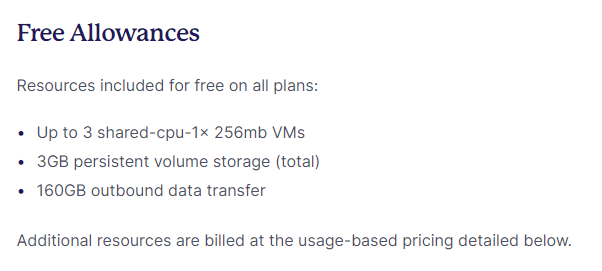 Free Allowances
Resources included for free on all plans:
• Up to 3 shared-cpu-1x 256mb VMs
• 3GB persistent volume storage (total)
• 160GB outbound data transfer
Additional resources are billed at the usage-based pricing detailed below.